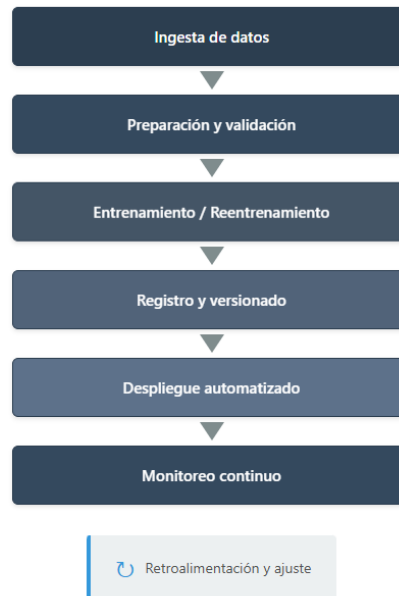 Ingesta de datos
Preparación y validación
Entrenamiento / Reentrenamiento
Registro y versionado
Despliegue automatizado
Monitoreo continuo
Retroalimentación y ajuste